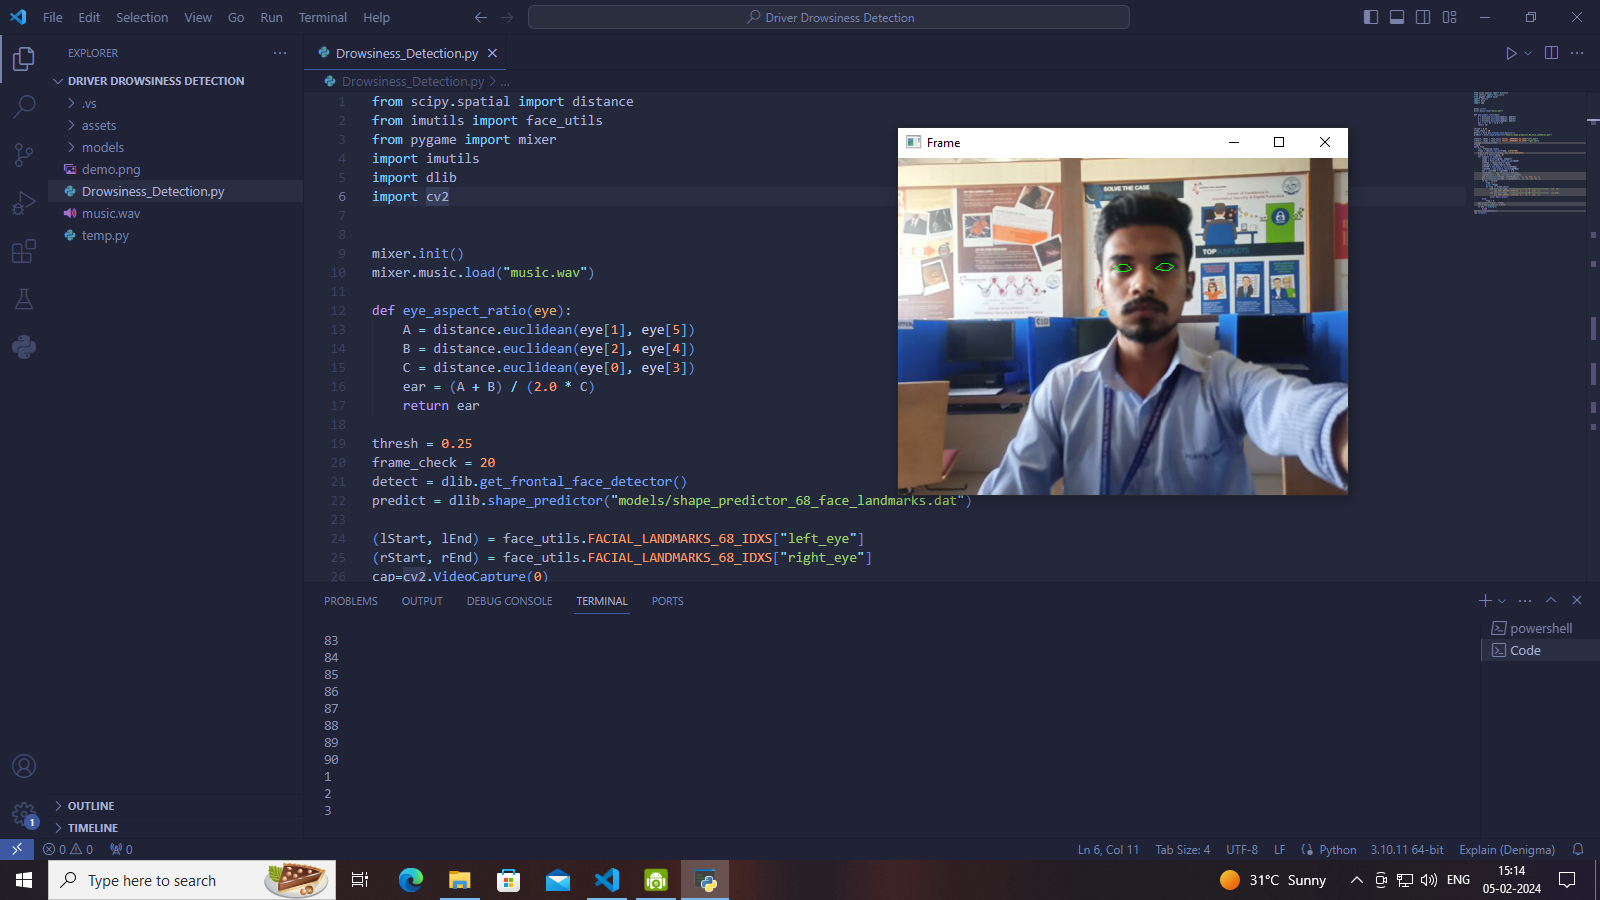 File Edit Selection View Go Run Terminal Help
Driver Drowsiness Detection
EXPLORER
DRIVER DROWSINESS DETECTION
.vs
assets
models
demo.png
Drowsiness_Detection.py
music.wav
temp.py
OUTLINE
TIMELINE
Drowsiness_Detection.py
Drowsiness_Detection.py > ...
1 from scipy.spatial import distance
2 from imutils import face_utils
3 from pygame import mixer
4 import imutils
5 import dlib
6 import cv2
7
8
9 mixer.init()
10 mixer.music.load("music.wav")
11
12 def eye_aspect_ratio(eye):
13 A = distance.euclidean(eye[1], eye[5])
14 B = distance.euclidean(eye[2], eye[4])
15 C = distance.euclidean(eye[0], eye[3])
16 ear = (A + B) / (2.0 * C)
17 return ear
18
19 thresh = 0.25
20 frame_check = 20
21 detect = dlib.get_frontal_face_detector()
22 predict = dlib.shape_predictor("models/shape_predictor_68_face_landmarks.dat")
23
24 (lStart, lEnd) = face_utils.FACIAL_LANDMARKS_68_IDXS["left_eye"]
25 (rStart, rEnd) = face_utils.FACIAL_LANDMARKS_68_IDXS["right_eye"]
26 cap=cv2.VideoCapture(0)
Frame
SOLVE THE CASE
TOP SUSPECTS
PROBLEMS OUTPUT DEBUG CONSOLE TERMINAL PORTS
83
84
85
86
87
88
89
90
1
2
3
powershell
Code
1
0 0 0
Ln 6, Col 11 Tab Size: 4 UTF-8 LF Python 3.10.11 64-bit Explain (Denigma)
Type here to search
31°C Sunny
ENG
15:14
05-02-2024